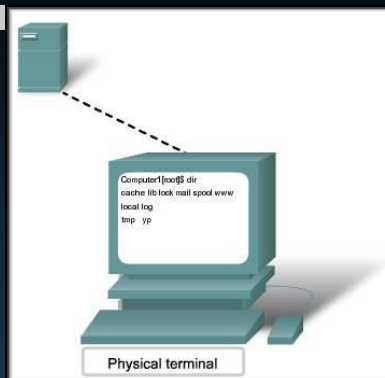 Computer1[root]$ dir
cache lib lock mail spool www
local log
tmp yp
Physical terminal